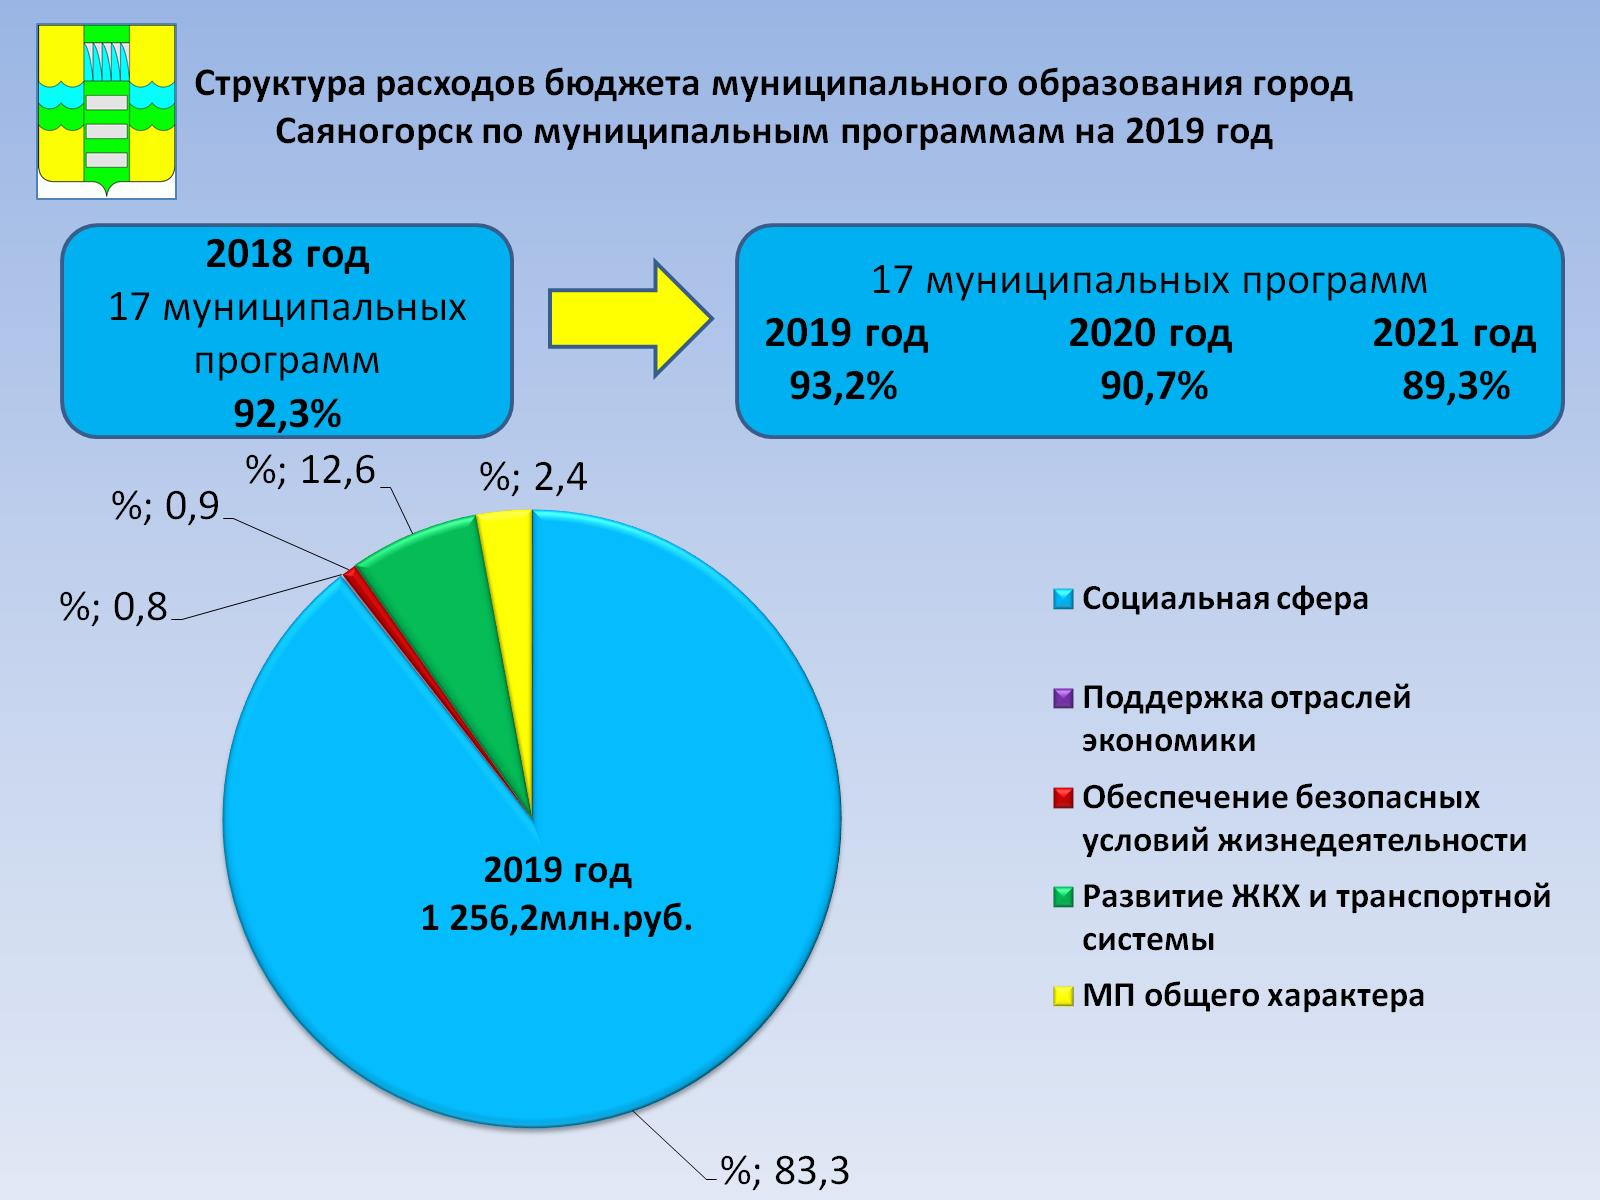 Структура расходов бюджета муниципального образования город
Саяногорск по муниципальным программам на 2019 год
2018 год
17 муниципальных
программ
92,3%
17 муниципальных программ
2019 год 2020 год 2021 год
93,2% 90,7% 89,3%
%; 12,6
%; 2,4
%; 0,9
%; 0,8
2019 год
1 256,2млн.руб.
%; 83,3
Социальная сфера
Поддержка отраслей
экономики
Обеспечение безопасных
условий жизнедеятельности
Развитие ЖКХ и транспортной
системы
МП общего характера